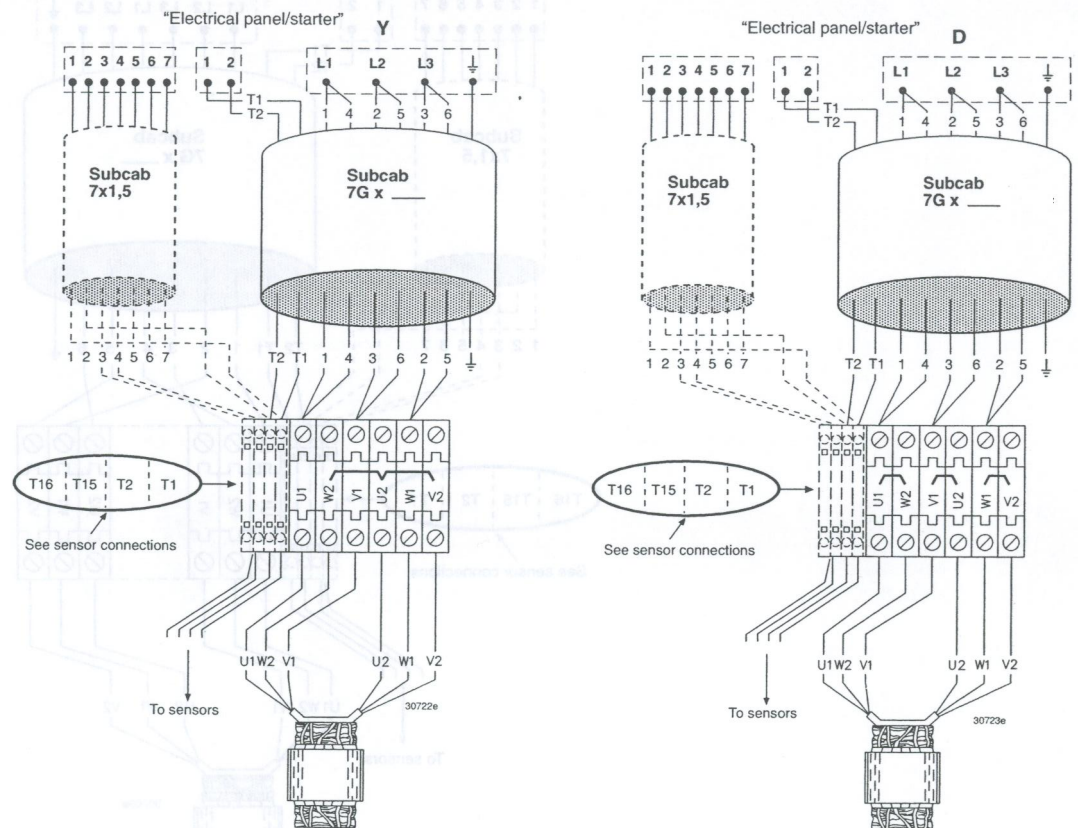 "Electrical panel/starter" Y
1 2 3 4 5 6 7
1 2
L1 L2 L3
T1
T2
1 4 2 5 3 6
Subcab
7x1,5
Subcab
7G x ___
1 2 3 4 5 6 7
T2 T1 1 4 3 6 2 5
T16 T15 T2 T1
U1 W2 V1 U2 W1 V2
See sensor connections
U1 W2 V1 U2 W1 V2
To sensors
30722e
"Electrical panel/starter" D
1 2 3 4 5 6 7
1 2
L1 L2 L3
T1
T2
1 4 2 5 3 6
Subcab
7x1,5
Subcab
7G x ___
1 2 3 4 5 6 7
T2 T1 1 4 3 6 2 5
T16 T15 T2 T1
U1 W2 V1 U2 W1 V2
See sensor connections
U1 W2 V1 U2 W1 V2
To sensors
30723e